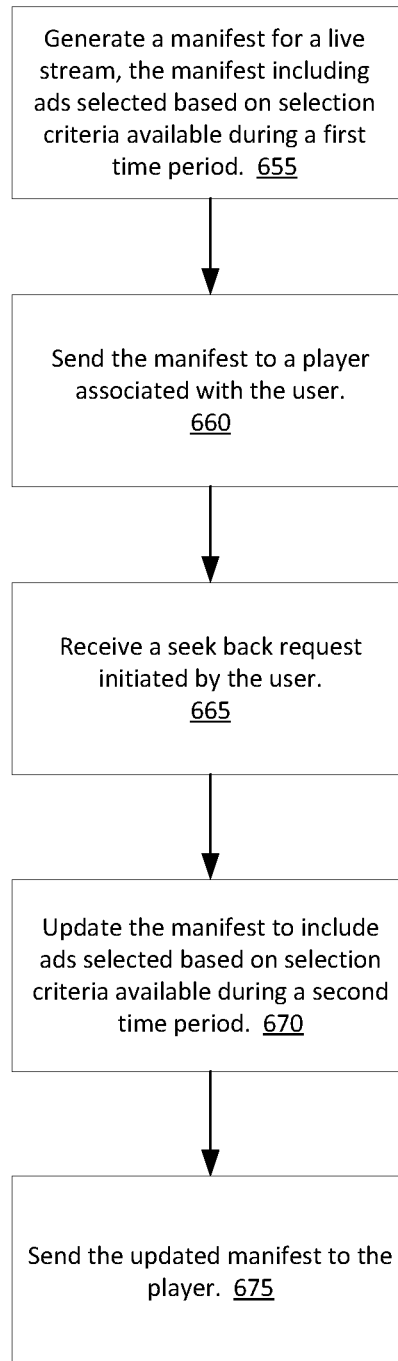 Generate a manifest for a live
stream, the manifest including
ads selected based on selection
criteria available during a first
time period. 655
Send the manifest to a player
associated with the user.
660
Receive a seek back request
initiated by the user.
665
Update the manifest to include
ads selected based on selection
criteria available during a second
time period. 670
Send the updated manifest to the
player. 675